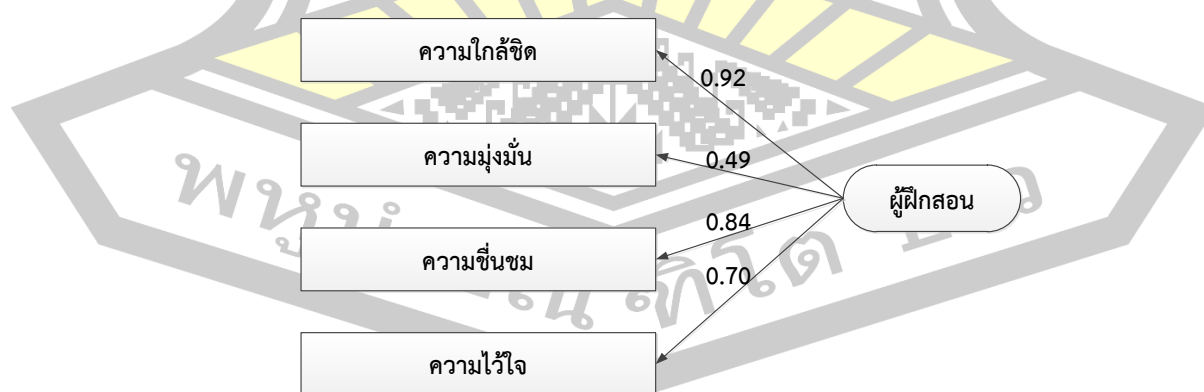 ความใกล้ชิด
0.92
ความมุ่งมั่น
0.49
ผู้ฝึกสอน
0.84
ความชื่นชม
0.70
ความไว้ใจ